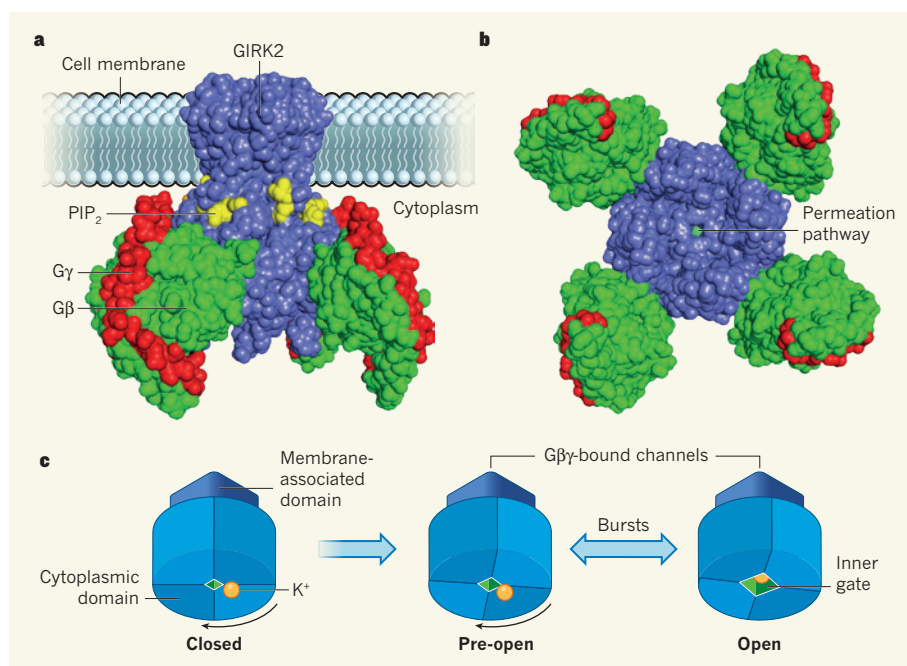 a
GIRK2
Cell membrane
PIP2
Cytoplasm
Gγ
Gβ
b
Permeation
pathway
c
Membrane-
associated
domain
Gβγ-bound channels
Bursts
Inner
gate
Cytoplasmic
domain
K+
Closed
Pre-open
Open